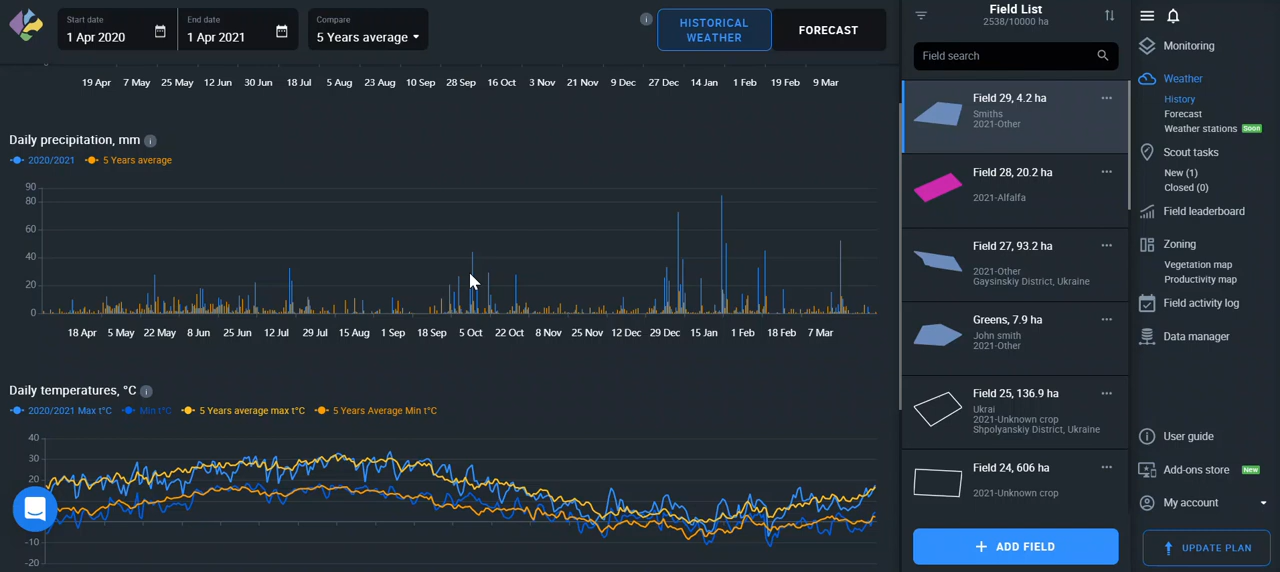 Start date
1 Apr 2020
End date
1 Apr 2021
Compare
5 Years average
i
HISTORICAL
WEATHER
FORECAST
19 Apr 7 May 25 May 12 Jun 30 Jun 18 Jul 5 Aug 23 Aug 10 Sep 28 Sep 16 Oct 3 Nov 21 Nov 9 Dec 27 Dec 14 Jan 1 Feb 19 Feb 9 Mar
Daily precipitation, mm i
2020/2021 5 Years average
90
80
60
40
20
0
18 Apr 5 May 22 May 8 Jun 25 Jun 12 Jul 29 Jul 15 Aug 1 Sep 18 Sep 5 Oct 22 Oct 8 Nov 25 Nov 12 Dec 29 Dec 15 Jan 1 Feb 18 Feb 7 Mar
Daily temperatures, °C i
2020/2021 Max t°C Min t°C 5 Years average max t°C 5 Years Average Min t°C
40
30
20
-10
-20
Field List
2538/10000 ha
Field search
Field 29, 4.2 ha
Smiths
2021-Other
Field 28, 20.2 ha
2021-Alfalfa
Field 27, 93.2 ha
2021-Other
Gaysinskiy District, Ukraine
Greens, 7.9 ha
John smith
2021-Other
Field 25, 136.9 ha
Ukrai
2021-Unknown crop
Shpolyanskiy District, Ukraine
Field 24, 606 ha
2021-Unknown crop
+ ADD FIELD
Monitoring
Weather
History
Forecast
Weather stations Soon
Scout tasks
New (1)
Closed (0)
Field leaderboard
Zoning
Vegetation map
Productivity map
Field activity log
Data manager
User guide
Add-ons store New
My account
UPDATE PLAN